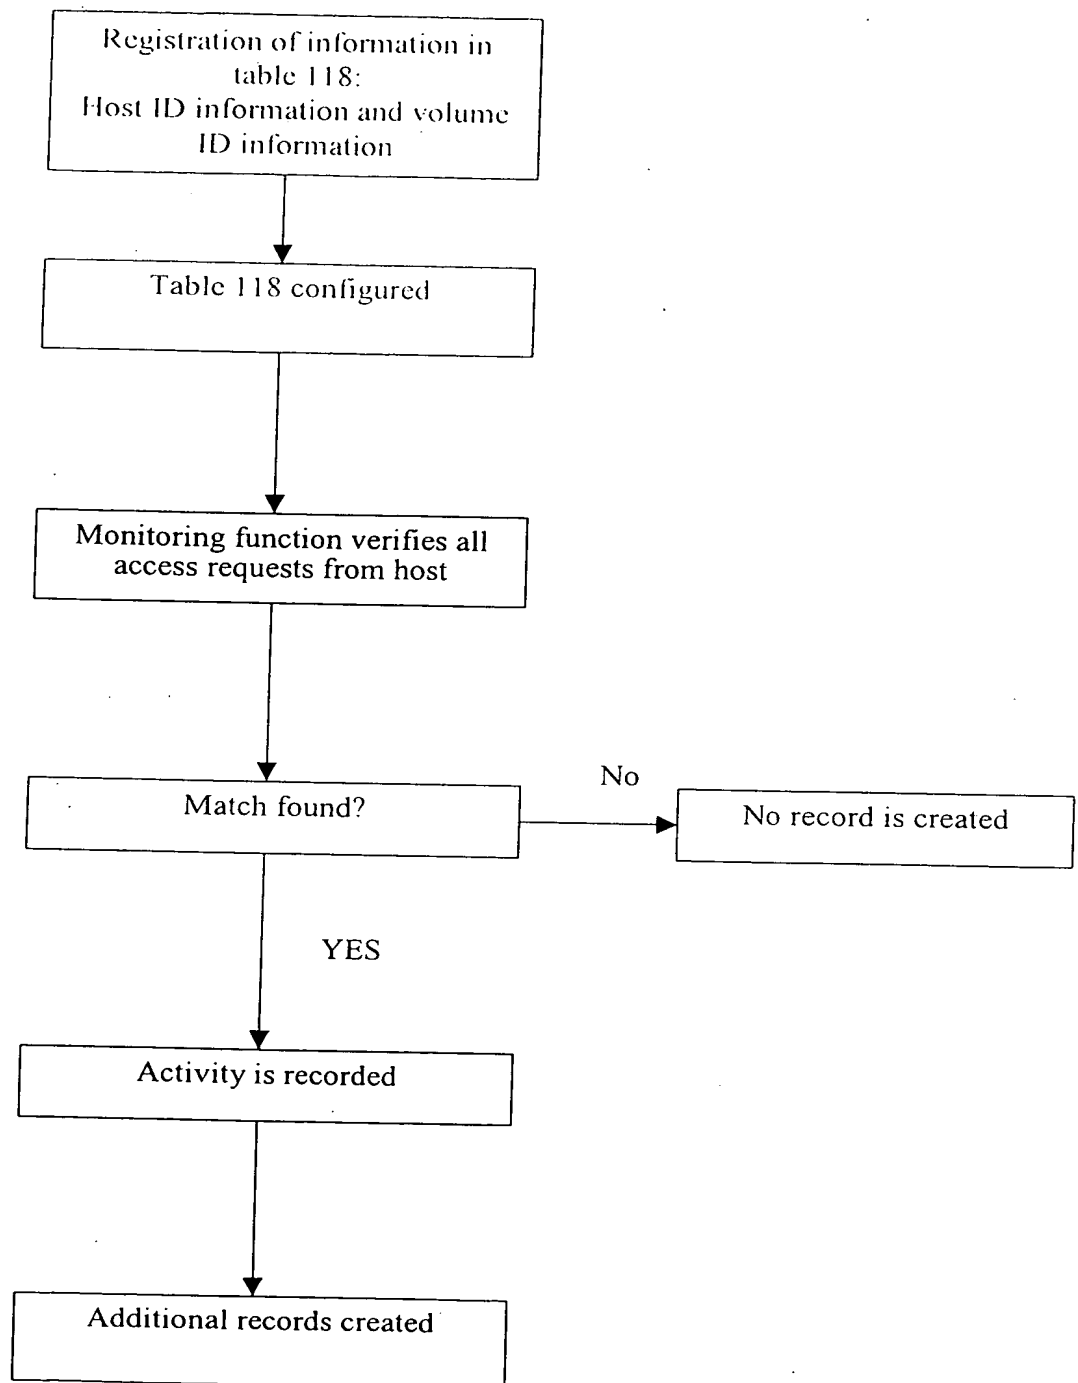 Registration of information in
table 118:
Host ID information and volume
ID information
Table 118 configured
Monitoring function verifies all
access requests from host
Match found?
No
No record is created
YES
Activity is recorded
Additional records created